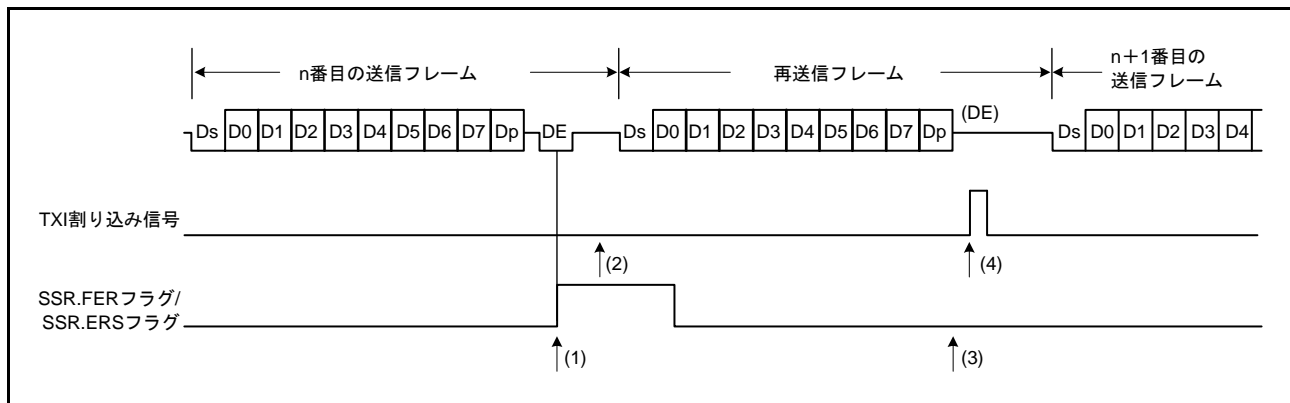 n番目の送信フレーム
再送信フレーム
n+1番目の
送信フレーム
Ds D0 D1 D2 D3 D4 D5 D6 D7 Dp DE Ds D0 D1 D2 D3 D4 D5 D6 D7 Dp (DE) Ds D0 D1 D2 D3 D4
TXI割り込み信号
(2) (4)
SSR.FERフラグ/
SSR.ERSフラグ
(1) (3)